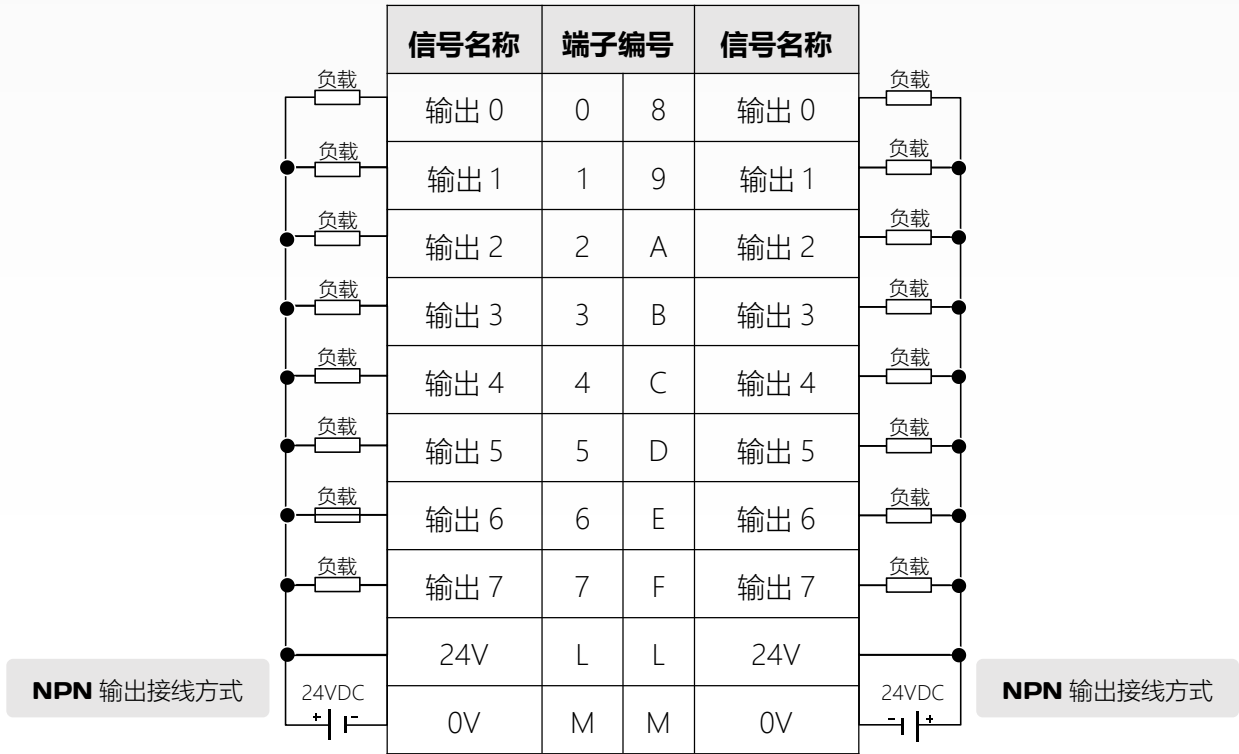 信号名称 端子编号 信号名称
负载 输出 0 0 8 输出 0 负载
负载 输出 1 1 9 输出 1 负载
负载 输出 2 2 A 输出 2 负载
负载 输出 3 3 B 输出 3 负载
负载 输出 4 4 C 输出 4 负载
负载 输出 5 5 D 输出 5 负载
负载 输出 6 6 E 输出 6 负载
负载 输出 7 7 F 输出 7 负载
24V L L 24V
NPN 输出接线方式 24VDC 24VDC NPN 输出接线方式
+ - 0V M M 0V - +